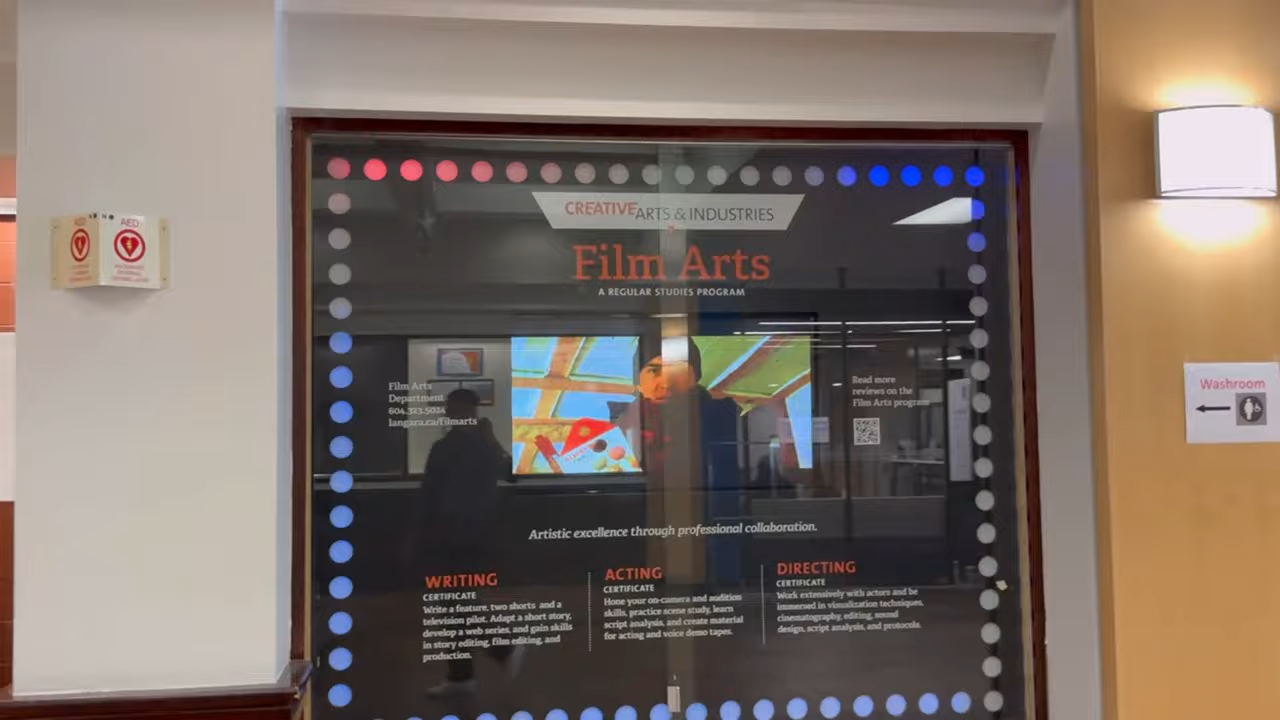 AED
AED
CREATIVE ARTS & INDUSTRIES
Film Arts
A REGULAR STUDIES PROGRAM
Film Arts
Department
604.323.5024
langara.ca/filmarts
Read more
reviews on the
Film Arts program
Washroom
Artistic excellence through professional collaboration.
WRITING
CERTIFICATE
Write a feature, two shorts and a
television pilot. Adapt a short story,
develop a web series, and gain skills
in story editing, film editing, and
production.
ACTING
CERTIFICATE
Hone your on-camera and audition
skills, practice scene study, learn
script analysis, and create material
for acting and voice demo tapes.
DIRECTING
CERTIFICATE
Work extensively with actors and be
immersed in visualization techniques,
cinematography, editing, sound
design, script analysis, and protocols.